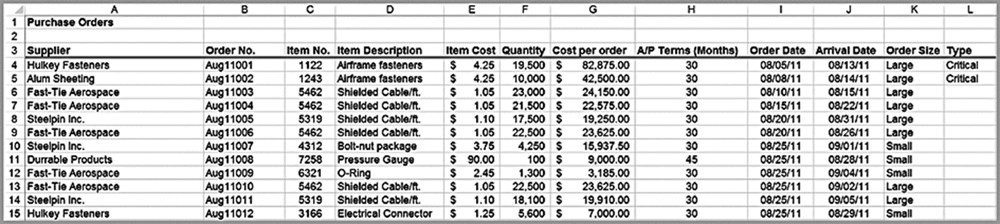 A B C D E F G H I J K L
1 Purchase Orders
2
3 Supplier Order No. Item No. Item Description Item Cost Quantity Cost per order A/P Terms (Months) Order Date Arrival Date Order Size Type
4 Hulkey Fasteners Aug11001 1122 Airframe fasteners $ 4.25 19,500 $ 82,875.00 30 08/05/11 08/13/11 Large Critical
5 Alum Sheeting Aug11002 1243 Airframe fasteners $ 4.25 10,000 $ 42,500.00 30 08/08/11 08/14/11 Large Critical
6 Fast-Tie Aerospace Aug11003 5462 Shielded Cable/ft. $ 1.05 23,000 $ 24,150.00 30 08/10/11 08/15/11 Large
7 Fast-Tie Aerospace Aug11004 5462 Shielded Cable/ft. $ 1.05 21,500 $ 22,575.00 30 08/15/11 08/22/11 Large
8 Steelpin Inc. Aug11005 5319 Shielded Cable/ft. $ 1.10 17,500 $ 19,250.00 30 08/20/11 08/31/11 Large
9 Fast-Tie Aerospace Aug11006 5462 Shielded Cable/ft. $ 1.05 22,500 $ 23,625.00 30 08/20/11 08/26/11 Large
10 Steelpin Inc. Aug11007 4312 Bolt-nut package $ 3.75 4,250 $ 15,937.50 30 08/25/11 09/01/11 Small
11 Durrable Products Aug11008 7258 Pressure Gauge $ 90.00 100 $ 9,000.00 45 08/25/11 08/28/11 Small
12 Fast-Tie Aerospace Aug11009 6321 O-Ring $ 2.45 1,300 $ 3,185.00 30 08/25/11 09/04/11 Small
13 Fast-Tie Aerospace Aug11010 5462 Shielded Cable/ft. $ 1.05 22,500 $ 23,625.00 30 08/25/11 09/02/11 Large
14 Steelpin Inc. Aug11011 5319 Shielded Cable/ft. $ 1.10 18,100 $ 19,910.00 30 08/25/11 09/05/11 Large
15 Hulkey Fasteners Aug11012 3166 Electrical Connector $ 1.25 5,600 $ 7,000.00 30 08/25/11 08/29/11 Small